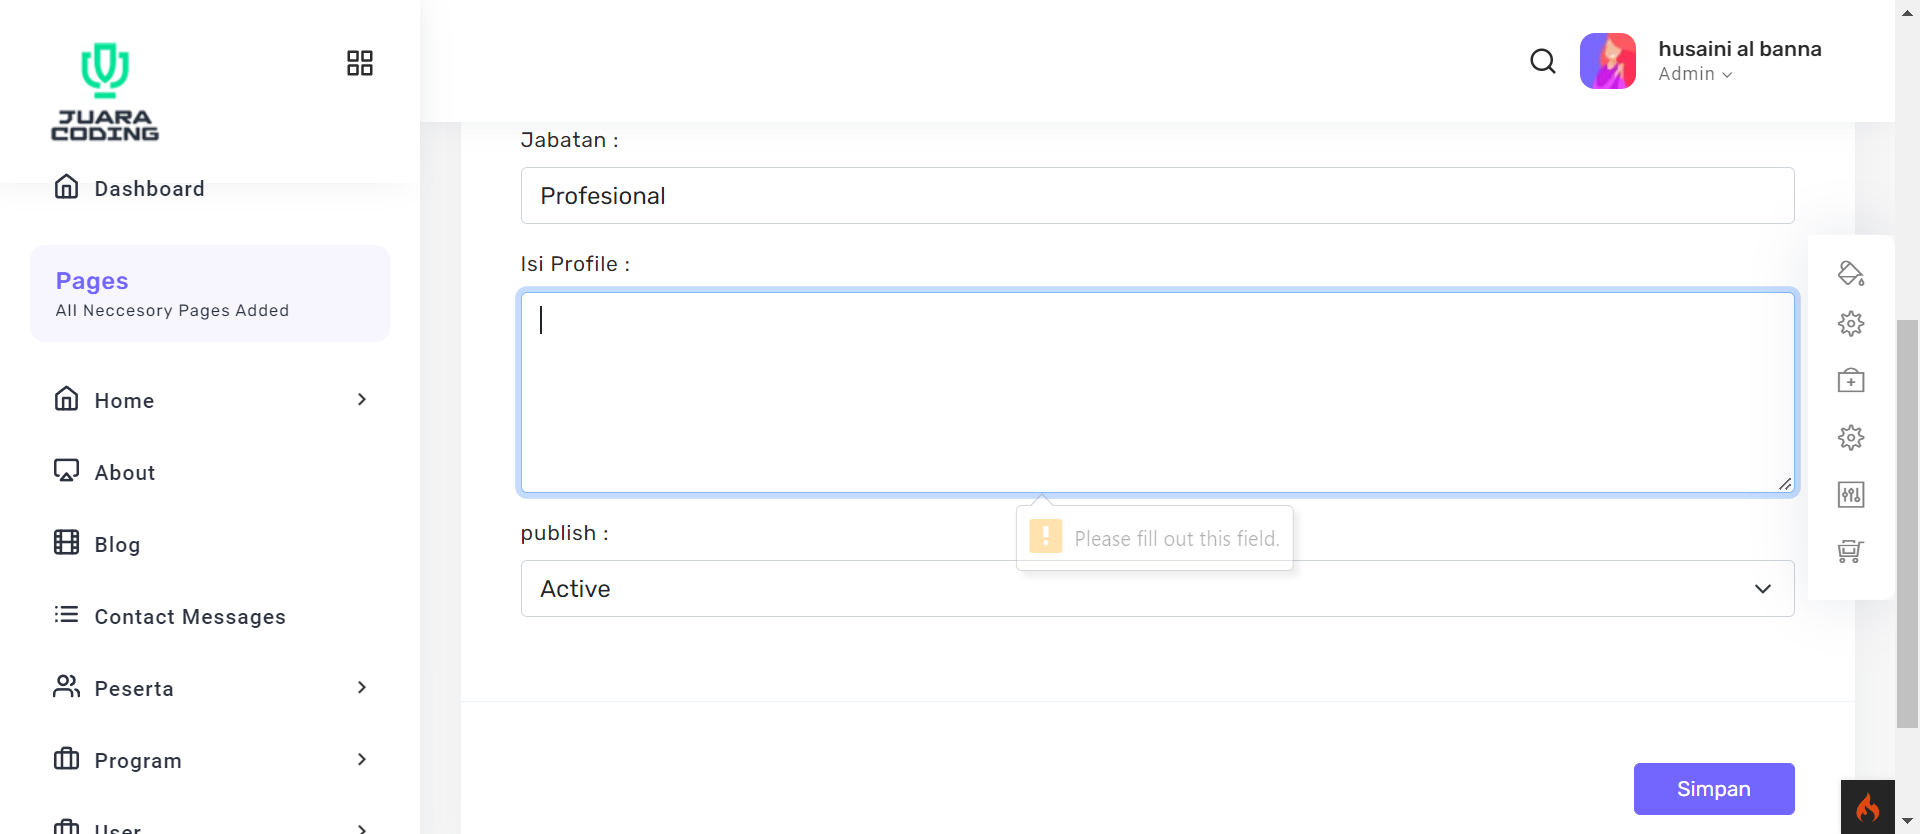 JUARA
CODING
husaini al banna
Admin
Dashboard
Pages
All Neccesory Pages Added
Home
About
Blog
Contact Messages
Peserta
Program
User
Jabatan :
Profesional
Isi Profile :
Please fill out this field.
publish :
Active
Simpan